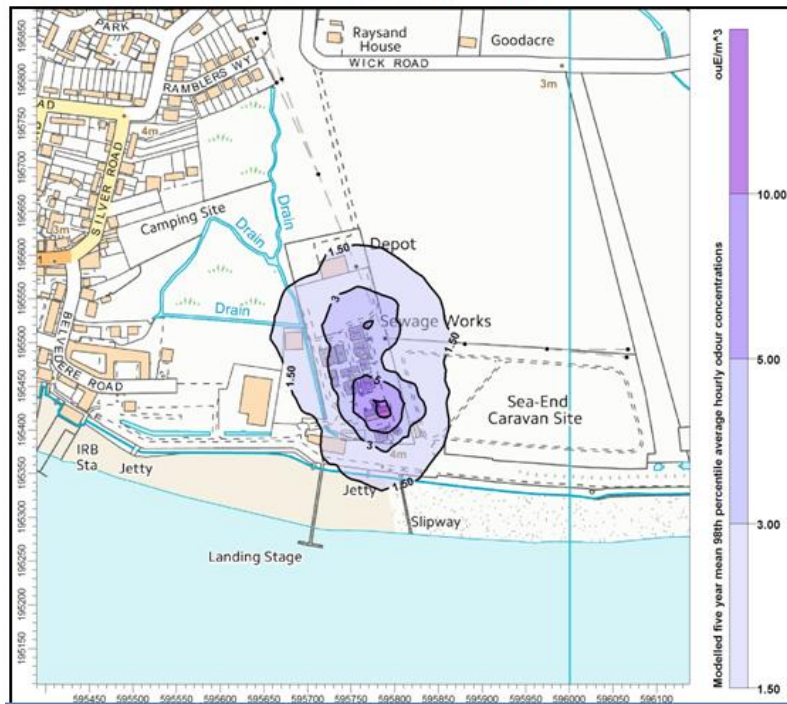 PARK
Raysand
House
Goodacre
WICK ROAD
RAMBLERS WY
3m
4m
AD
SILVER ROAD
Drain
Camping Site
Drain
3m
1
Drain
1.50
Depot
3
Sewage Works
1.50
1.50
5
BELVEDERE ROAD
Sea-End
Caravan Site
3
4m
IRB
Sta
Jetty
1.50
Jetty
Slipway
Landing Stage
195850
195800
195750
195700
195650
195600
195550
195500
195450
195400
195350
195300
195250
195200
195150
595450
595500
595550
595600
595650
595700
595750
595800
595850
595900
595950
596000
596050
596100
ouE/m^3
10.00
5.00
3.00
1.50
Modelled five year mean 98th percentile average hourly odour concentrations